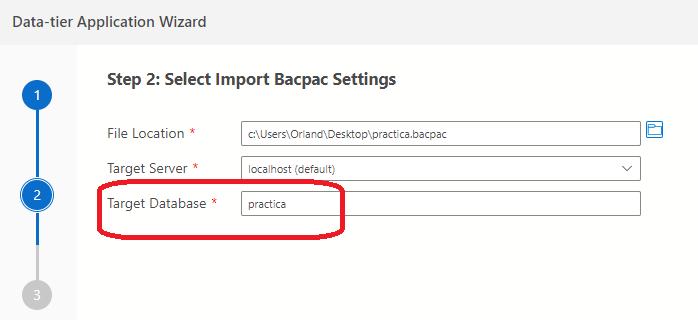 Data-tier Application Wizard
1
Step 2: Select Import Bacpac Settings
File Location * c:\Users\Orland\Desktop\practica.bacpac
Target Server * localhost (default)
2
Target Database * practica
3